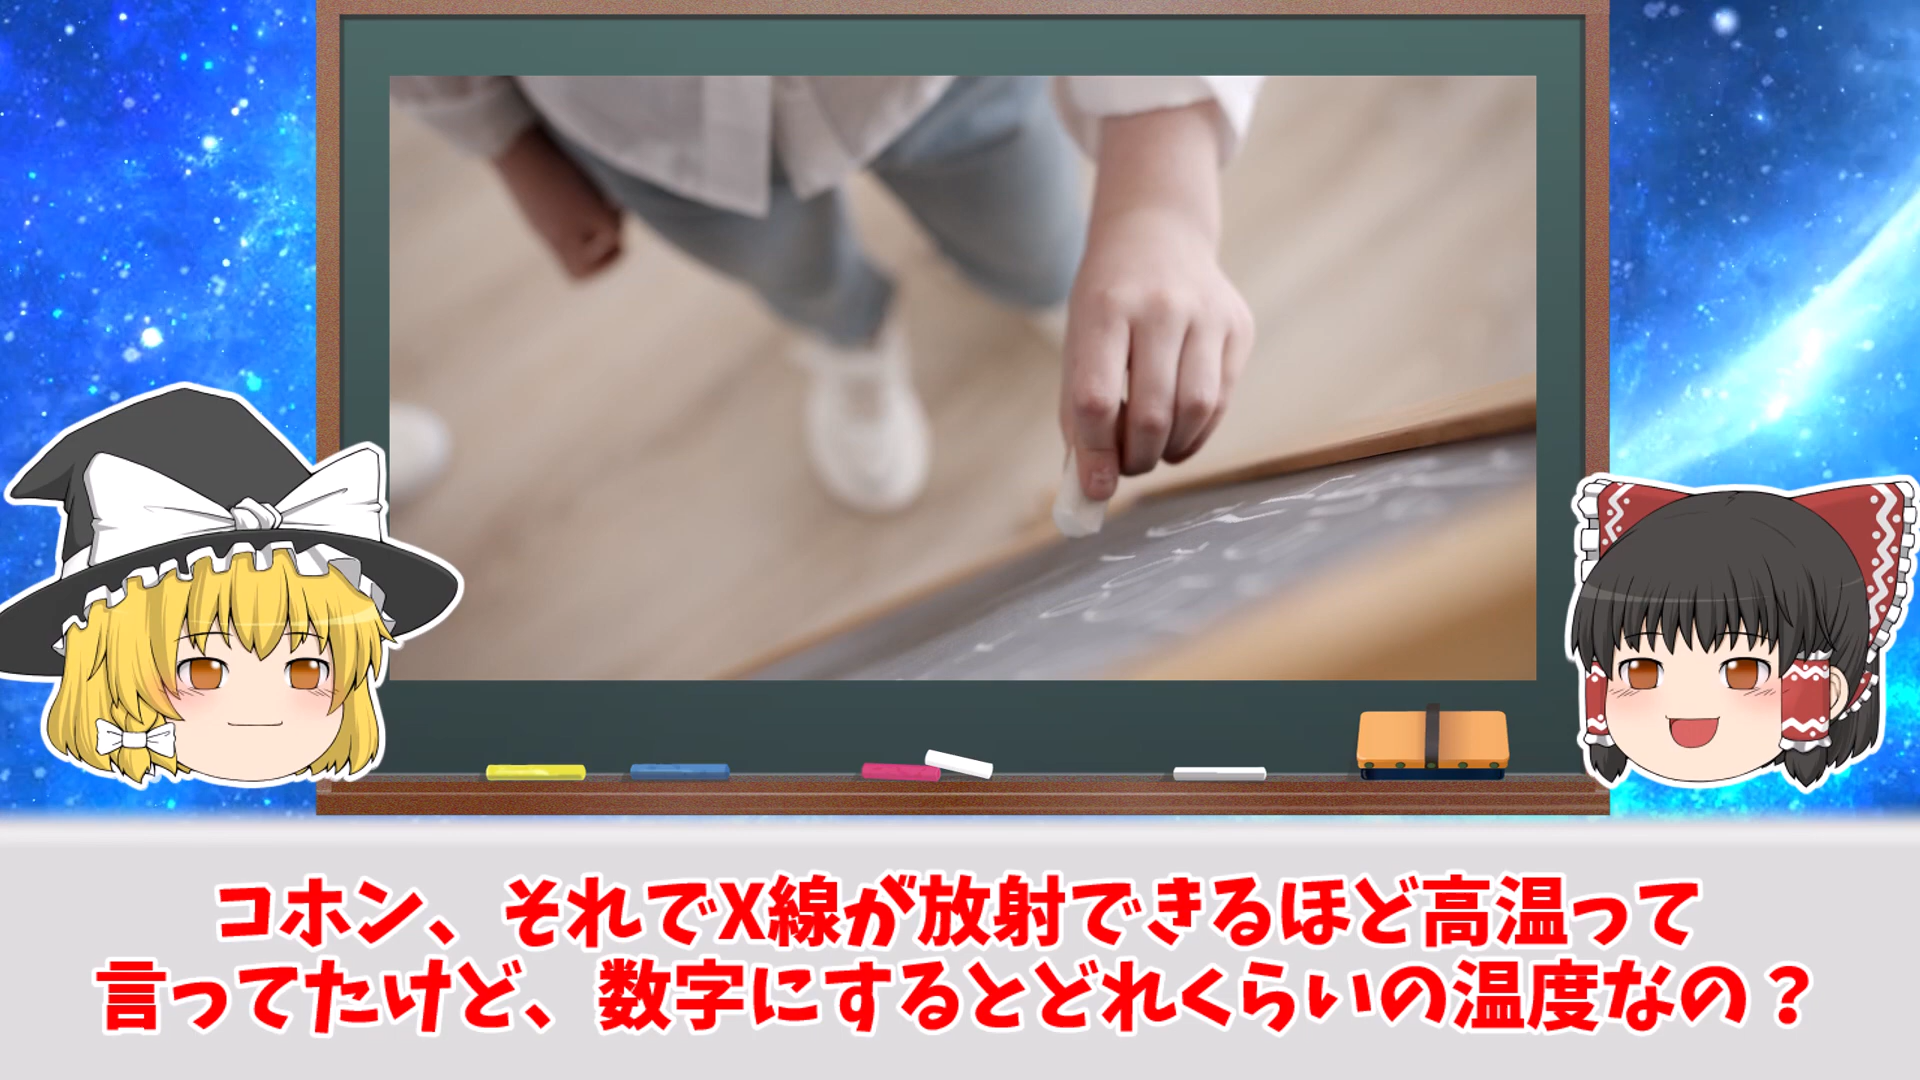 コホン、それでX線が放射できるほど高温って
言ってたけど、数字にするとどれくらいの温度なの？